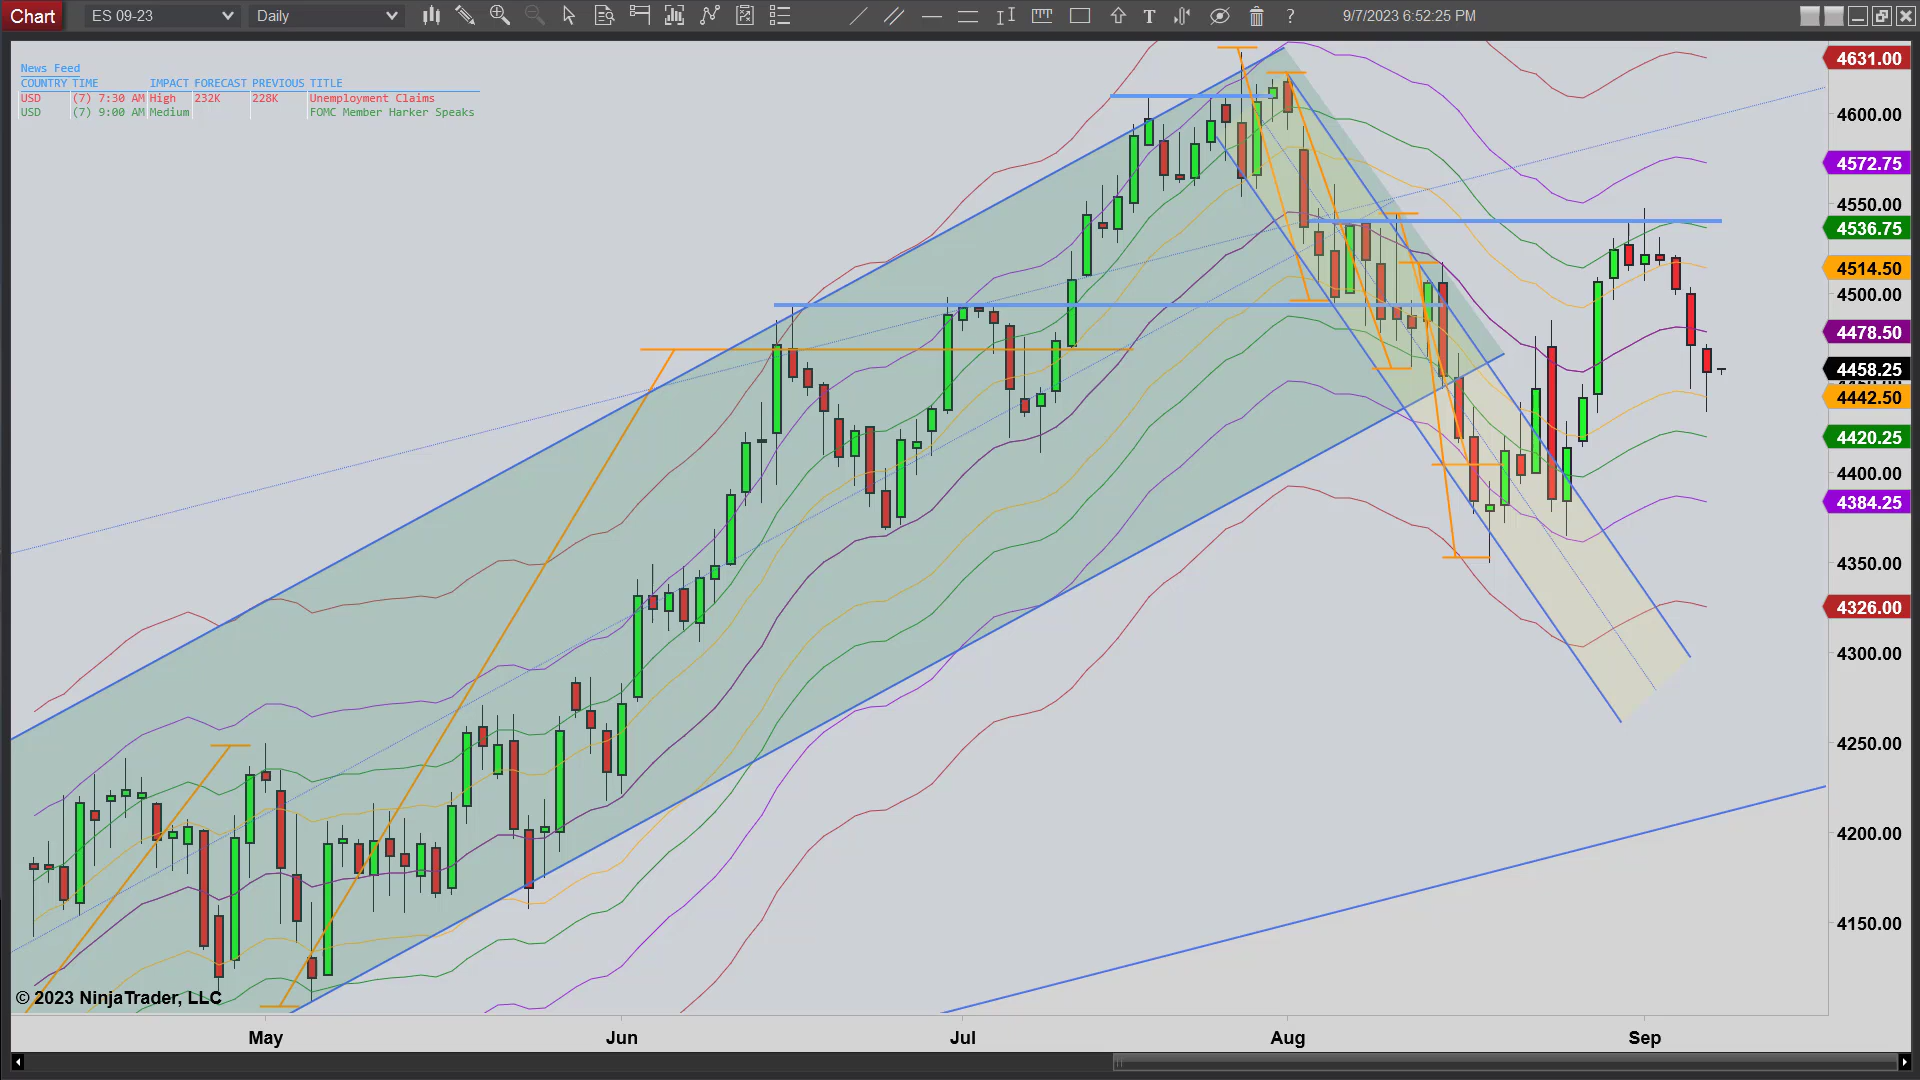 Chart ES 09-23 Daily T ? 9/7/2023 6:52:25 PM
News Feed
COUNTRY TIME IMPACT FORECAST PREVIOUS TITLE
USD (7) 7:30 AM High 232K 228K Unemployment Claims
USD (7) 9:00 AM Medium FOMC Member Harker Speaks
4631.00
4600.00
4572.75
4550.00
4536.75
4514.50
4500.00
4478.50
4458.25
4442.50
4420.25
4400.00
4384.25
4350.00
4326.00
4300.00
4250.00
4200.00
4150.00
© 2023 NinjaTrader, LLC
May Jun Jul Aug Sep